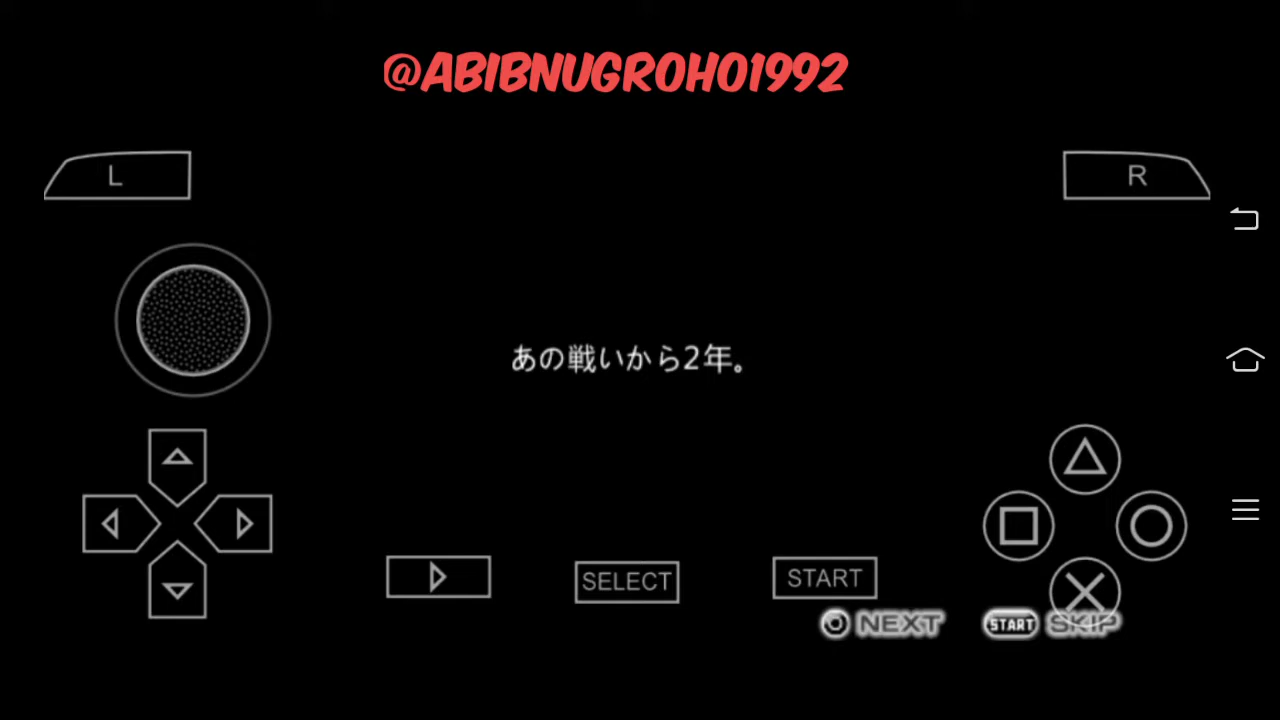 @ABIBNUGROHO1992
L
R
あの戦いから2年。
SELECT
START
NEXT
START SKIP